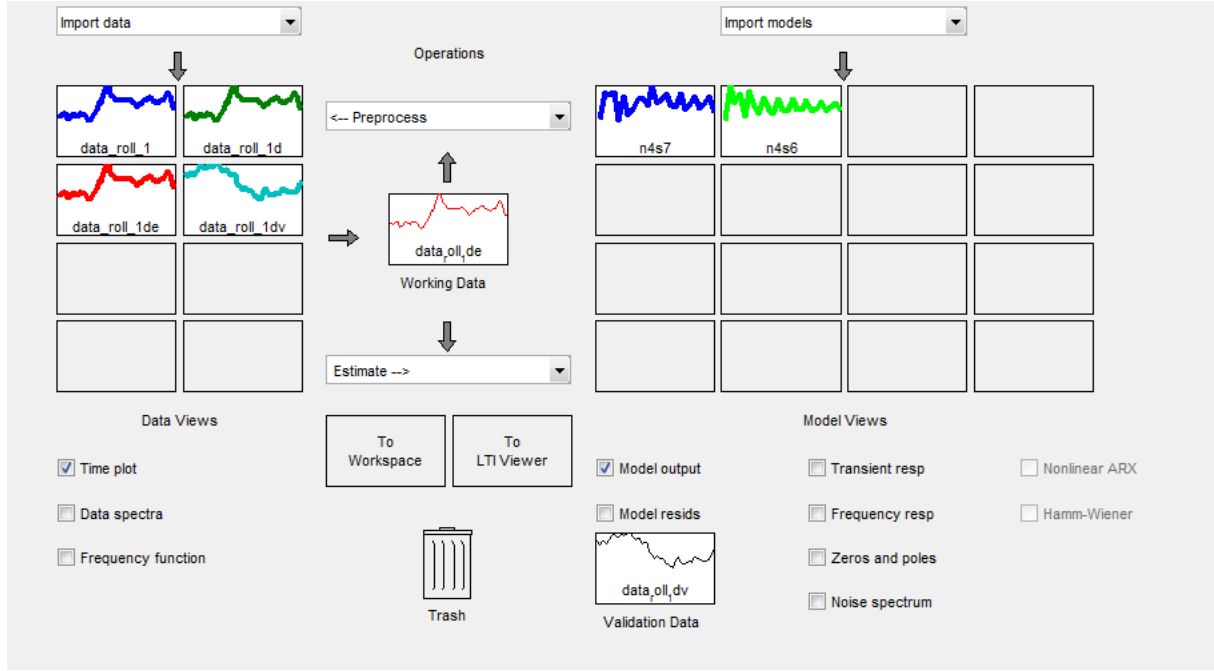 Import data
Import models
Operations
<-- Preprocess
data_roll_1
data_roll_1d
n4s7
n4s6
data_roll_1de
data_roll_1dv
data_roll_1de
Working Data
Estimate -->
Data Views
Model Views
To
Workspace
To
LTI Viewer
Time plot
Model output
Transient resp
Nonlinear ARX
Data spectra
Model resids
Frequency resp
Hamm-Wiener
Frequency function
Zeros and poles
data_roll_1dv
Noise spectrum
Trash
Validation Data